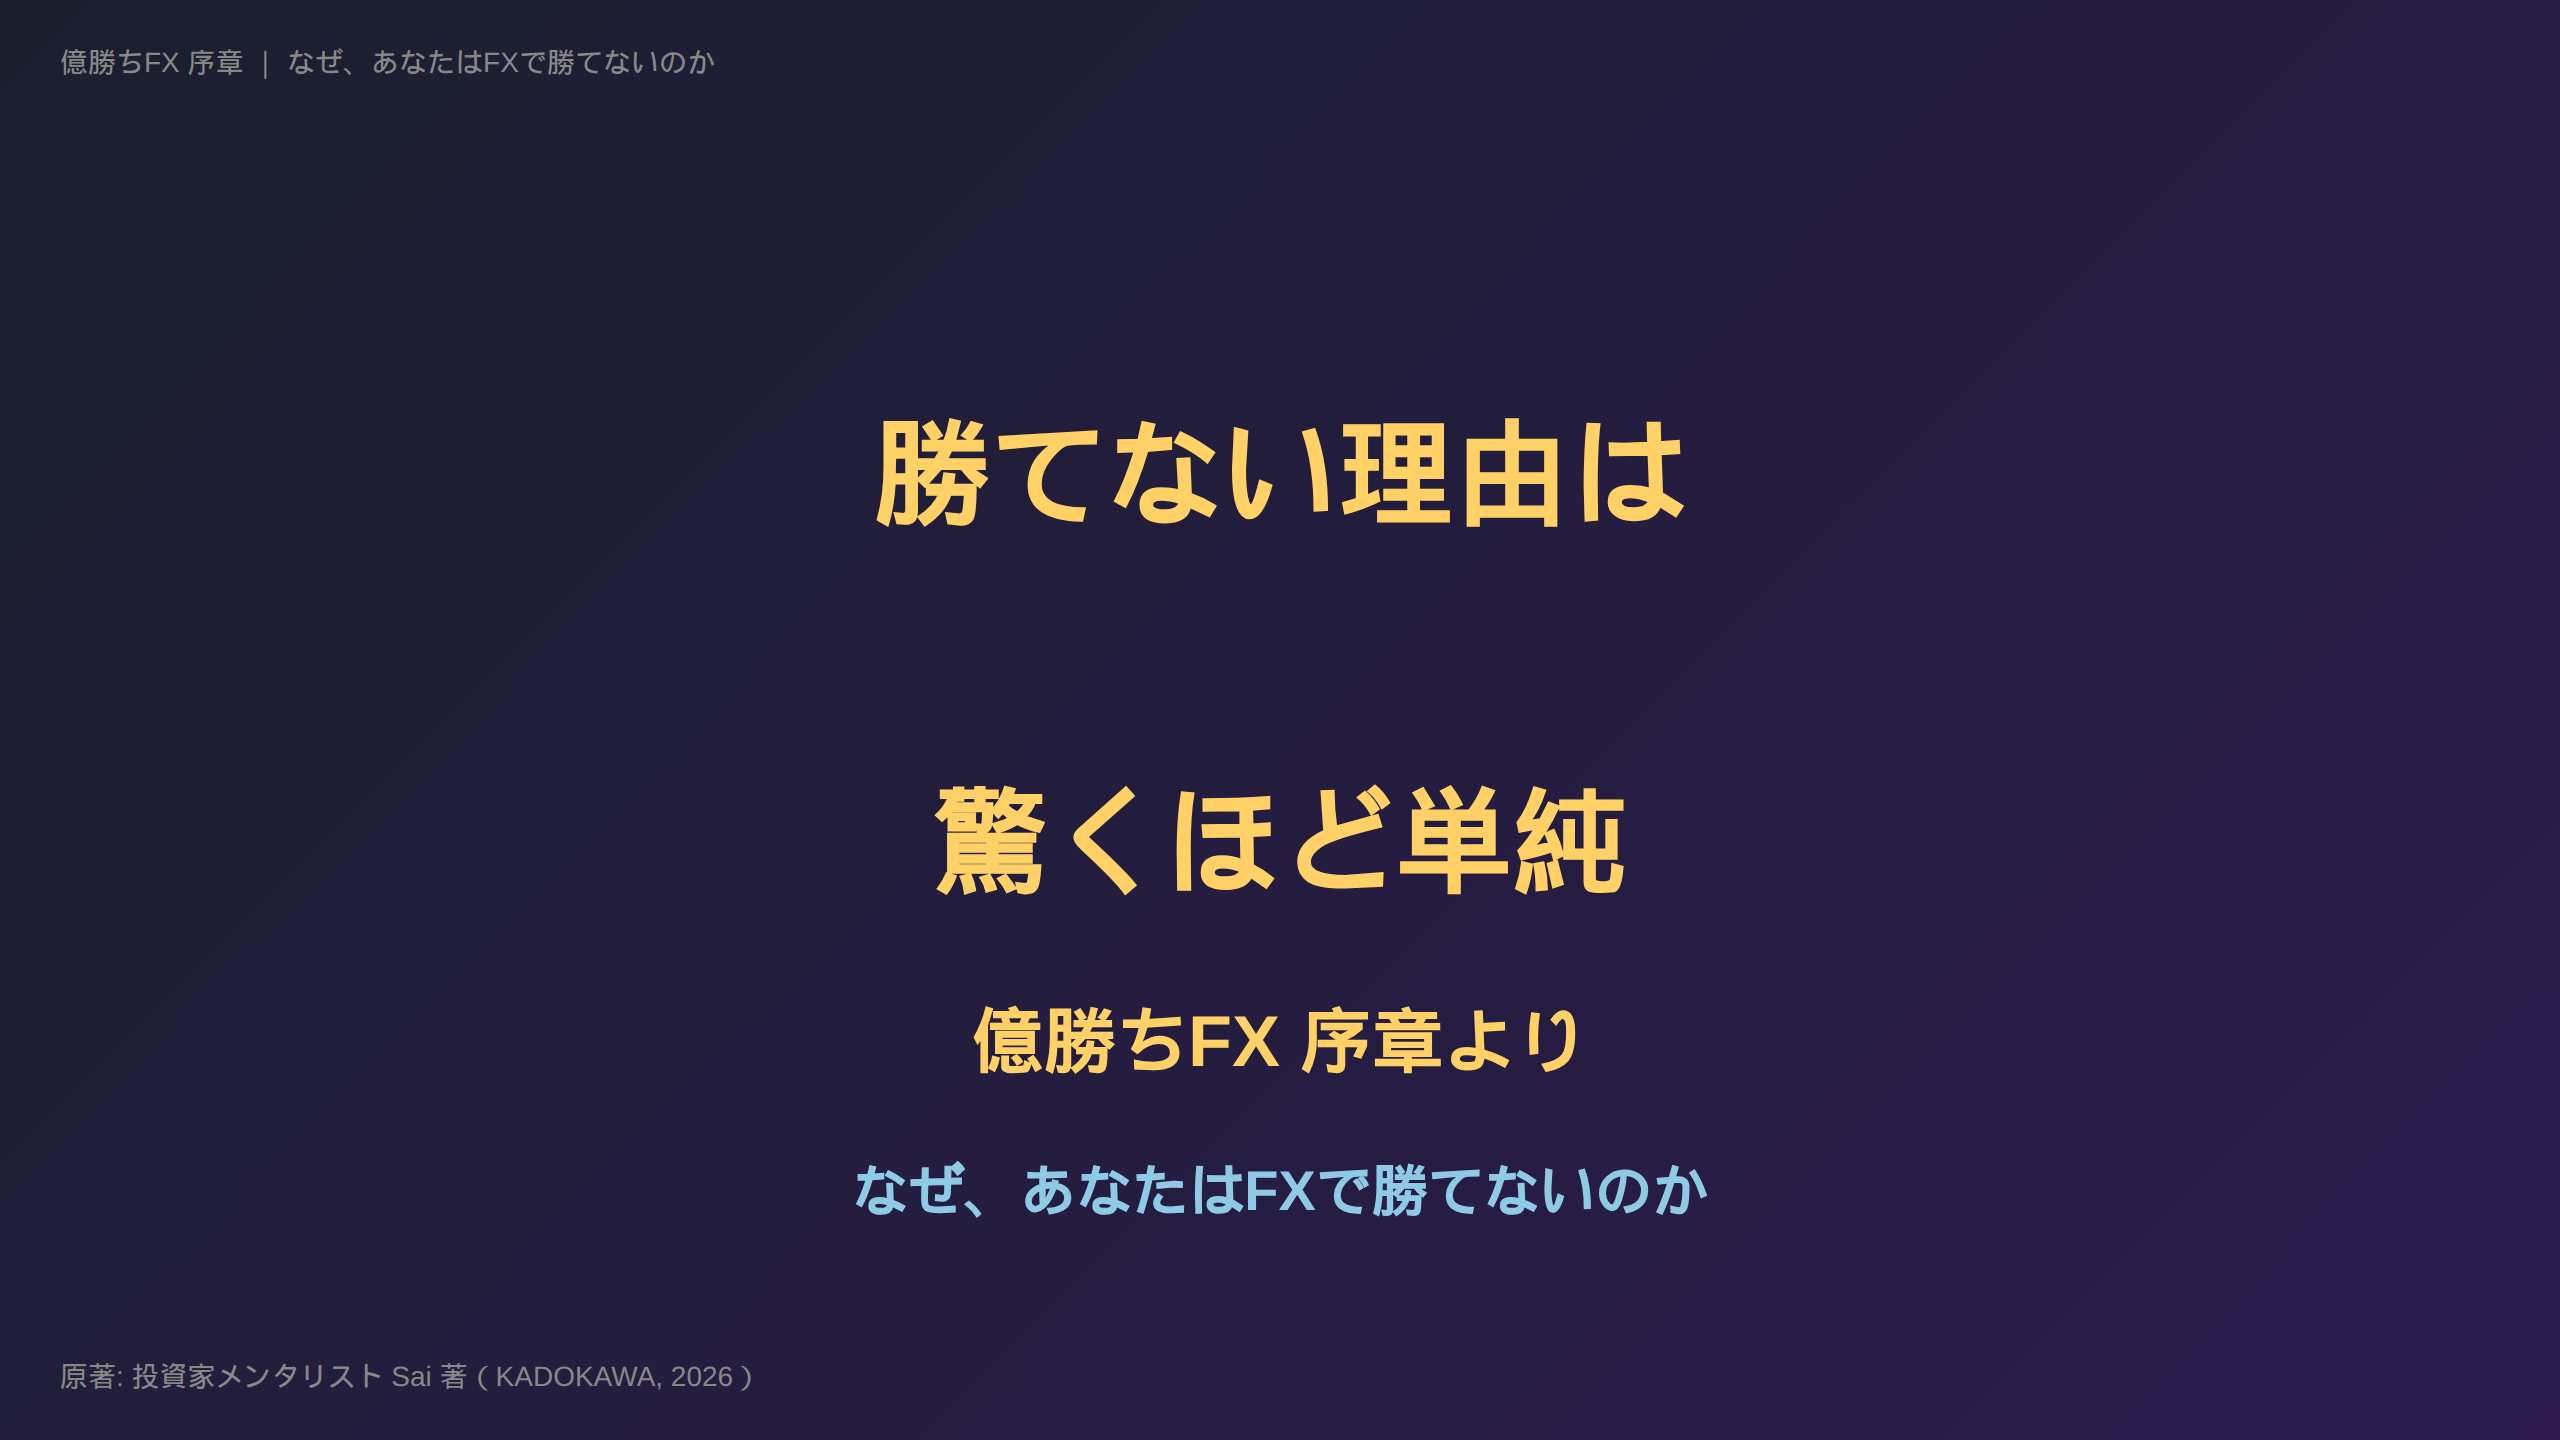 億勝ちFX 序章 ｜ なぜ、あなたはFXで勝てないのか
勝てない理由は
驚くほど単純
億勝ちFX 序章より
なぜ、あなたはFXで勝てないのか
原著: 投資家メンタリスト Sai 著（KADOKAWA, 2026）